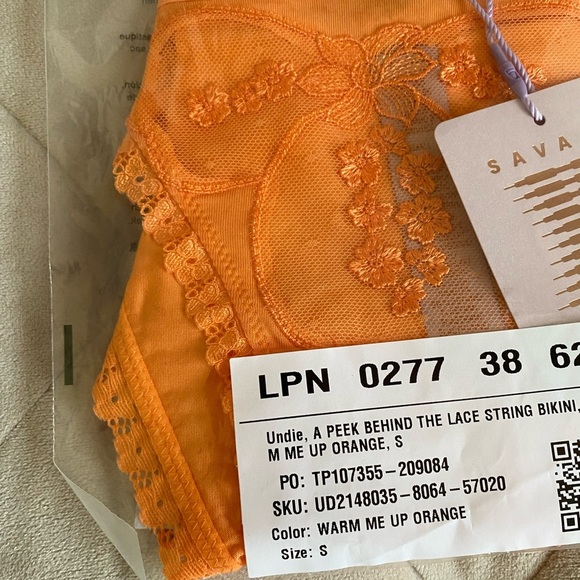 SAVA
LPN 0277 38 62
Undie, A PEEK BEHIND THE LACE STRING BIKINI,
M ME UP ORANGE, S
PO: TP107355-209084
SKU: UD2148035-8064-57020
Color: WARM ME UP ORANGE
Size: S